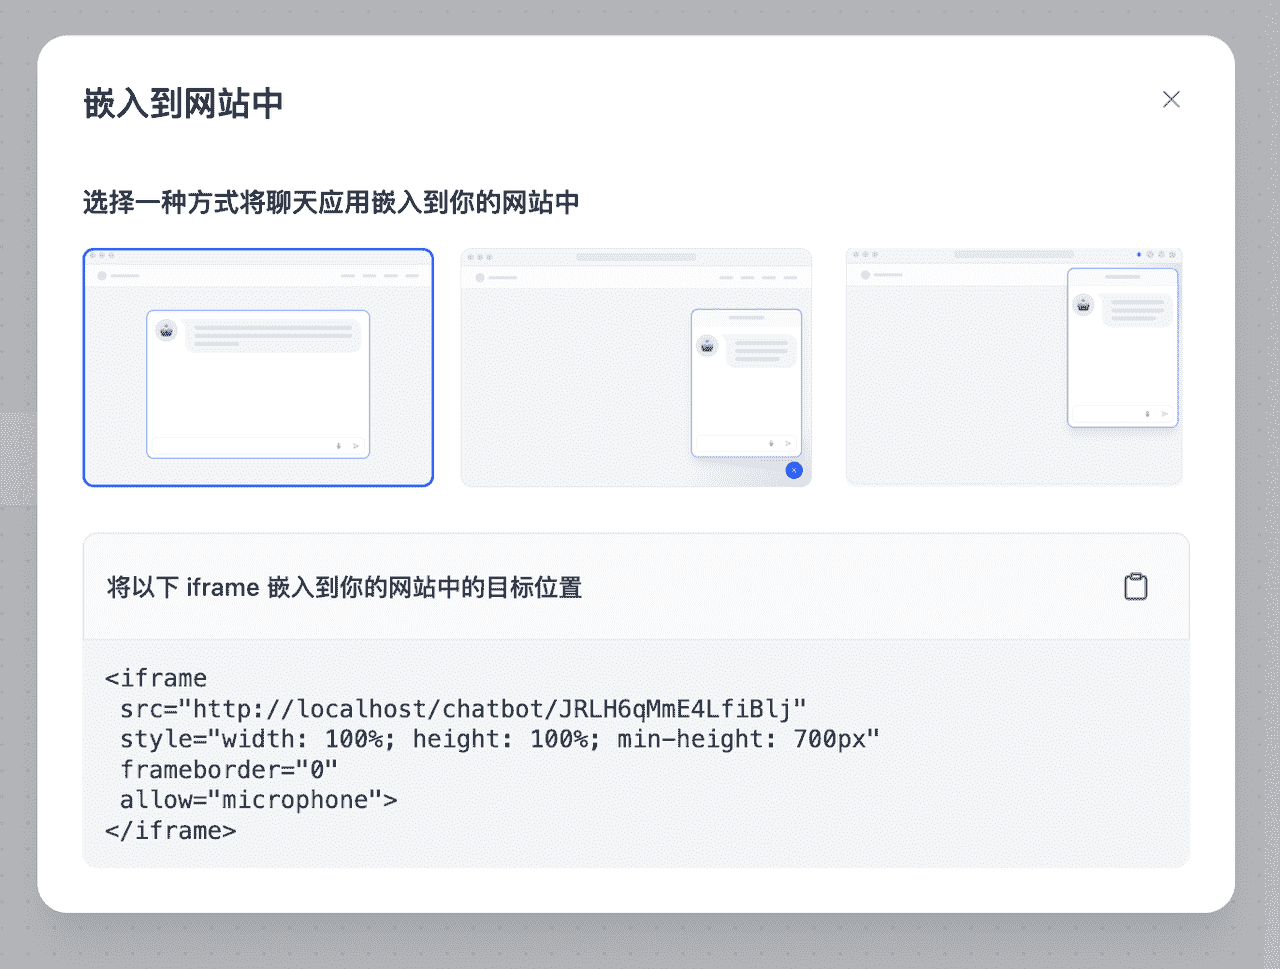 嵌入到网站中
选择一种方式将聊天应用嵌入到你的网站中
将以下 iframe 嵌入到你的网站中的目标位置
<iframe
 src="http://localhost/chatbot/JRLH6qMmE4LfiBlj"
 style="width: 100%; height: 100%; min-height: 700px"
 frameborder="0"
 allow="microphone">
</iframe>